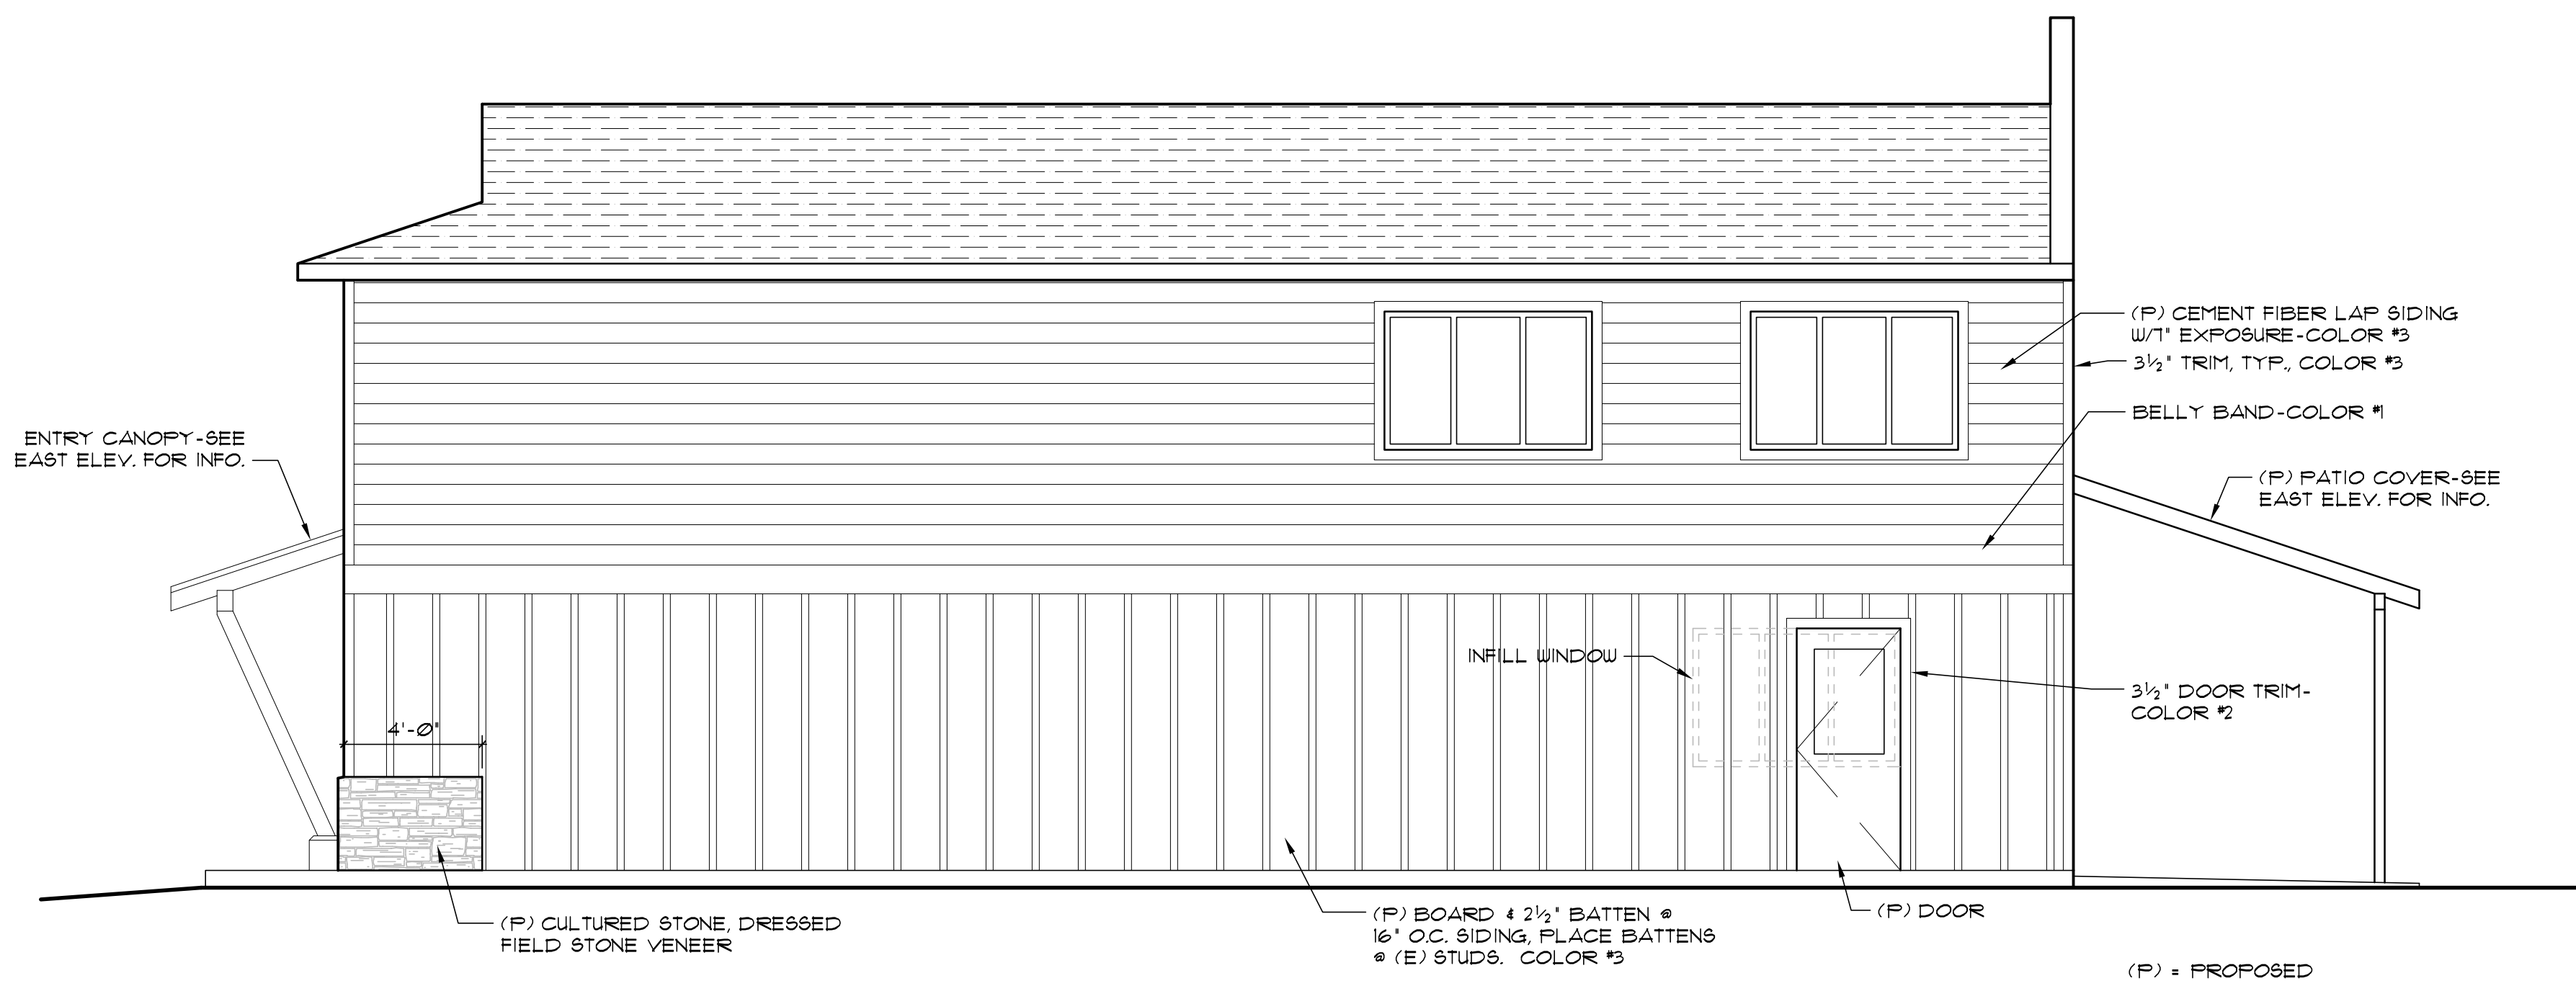 (P) CEMENT FIBER LAP SIDING
W/7" EXPOSURE-COLOR #3
3½" TRIM, TYP., COLOR #3
BELLY BAND-COLOR #1
ENTRY CANOPY-SEE
EAST ELEV. FOR INFO.
(P) PATIO COVER-SEE
EAST ELEV. FOR INFO.
INFILL WINDOW
3½" DOOR TRIM-
COLOR #2
4'-0"
(P) CULTURED STONE, DRESSED
FIELD STONE VENEER
(P) BOARD & 2½" BATTEN @
16" O.C. SIDING, PLACE BATTENS
@ (E) STUDS. COLOR #3
(P) DOOR
(P) = PROPOSED